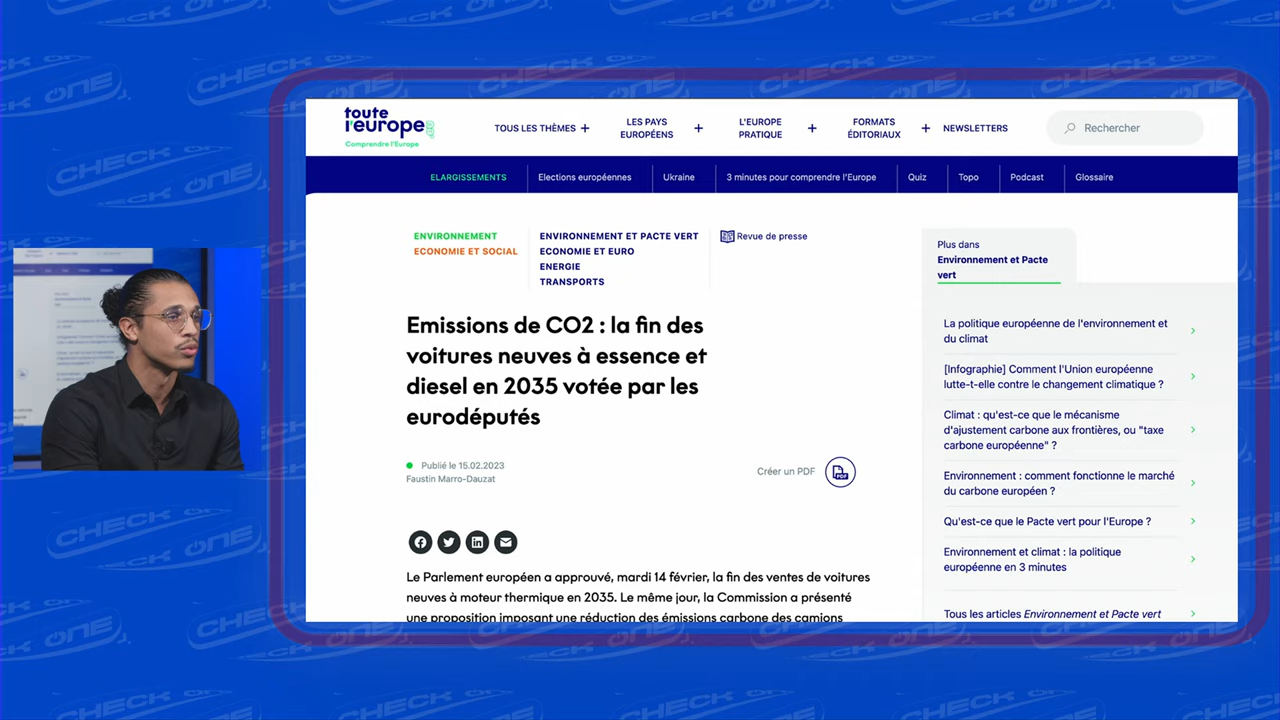 CHECK ONE
toute
l'europe.eu
Comprendre l'Europe
TOUS LES THÈMES +
LES PAYS
EUROPÉENS +
L'EUROPE
PRATIQUE +
FORMATS
ÉDITORIAUX +
NEWSLETTERS
Rechercher
ELARGISSEMENTS
Elections européennes
Ukraine
3 minutes pour comprendre l'Europe
Quiz
Topo
Podcast
Glossaire
ENVIRONNEMENT
ECONOMIE ET SOCIAL
ENVIRONNEMENT ET PACTE VERT
ECONOMIE ET EURO
ENERGIE
TRANSPORTS
Revue de presse
Emissions de CO2 : la fin des
voitures neuves à essence et
diesel en 2035 votée par les
eurodéputés
Publié le 15.02.2023
Faustin Marro-Dauzat
Créer un PDF
PDF
Le Parlement européen a approuvé, mardi 14 février, la fin des ventes de voitures
neuves à moteur thermique en 2035. Le même jour, la Commission a présenté
une proposition imposant une réduction des émissions carbone des camions
Plus dans
Environnement et Pacte
vert
La politique européenne de l'environnement et
du climat
[Infographie] Comment l'Union européenne
lutte-t-elle contre le changement climatique ?
Climat : qu'est-ce que le mécanisme
d'ajustement carbone aux frontières, ou "taxe
carbone européenne" ?
Environnement : comment fonctionne le marché
du carbone européen ?
Qu'est-ce que le Pacte vert pour l'Europe ?
Environnement et climat : la politique
européenne en 3 minutes
Tous les articles Environnement et Pacte vert